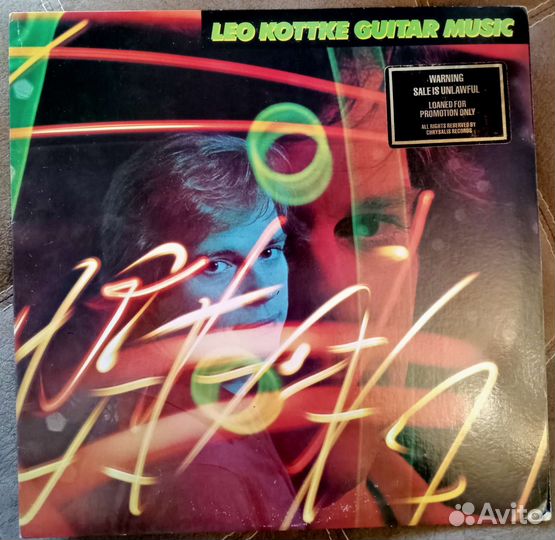 LEO KOTTKE GUITAR MUSIC
WARNING
SALE IS UNLAWFUL
LOANED FOR
PROMOTION ONLY
ALL RIGHTS RESERVED BY
CHRYSALIS RECORDS
Avito